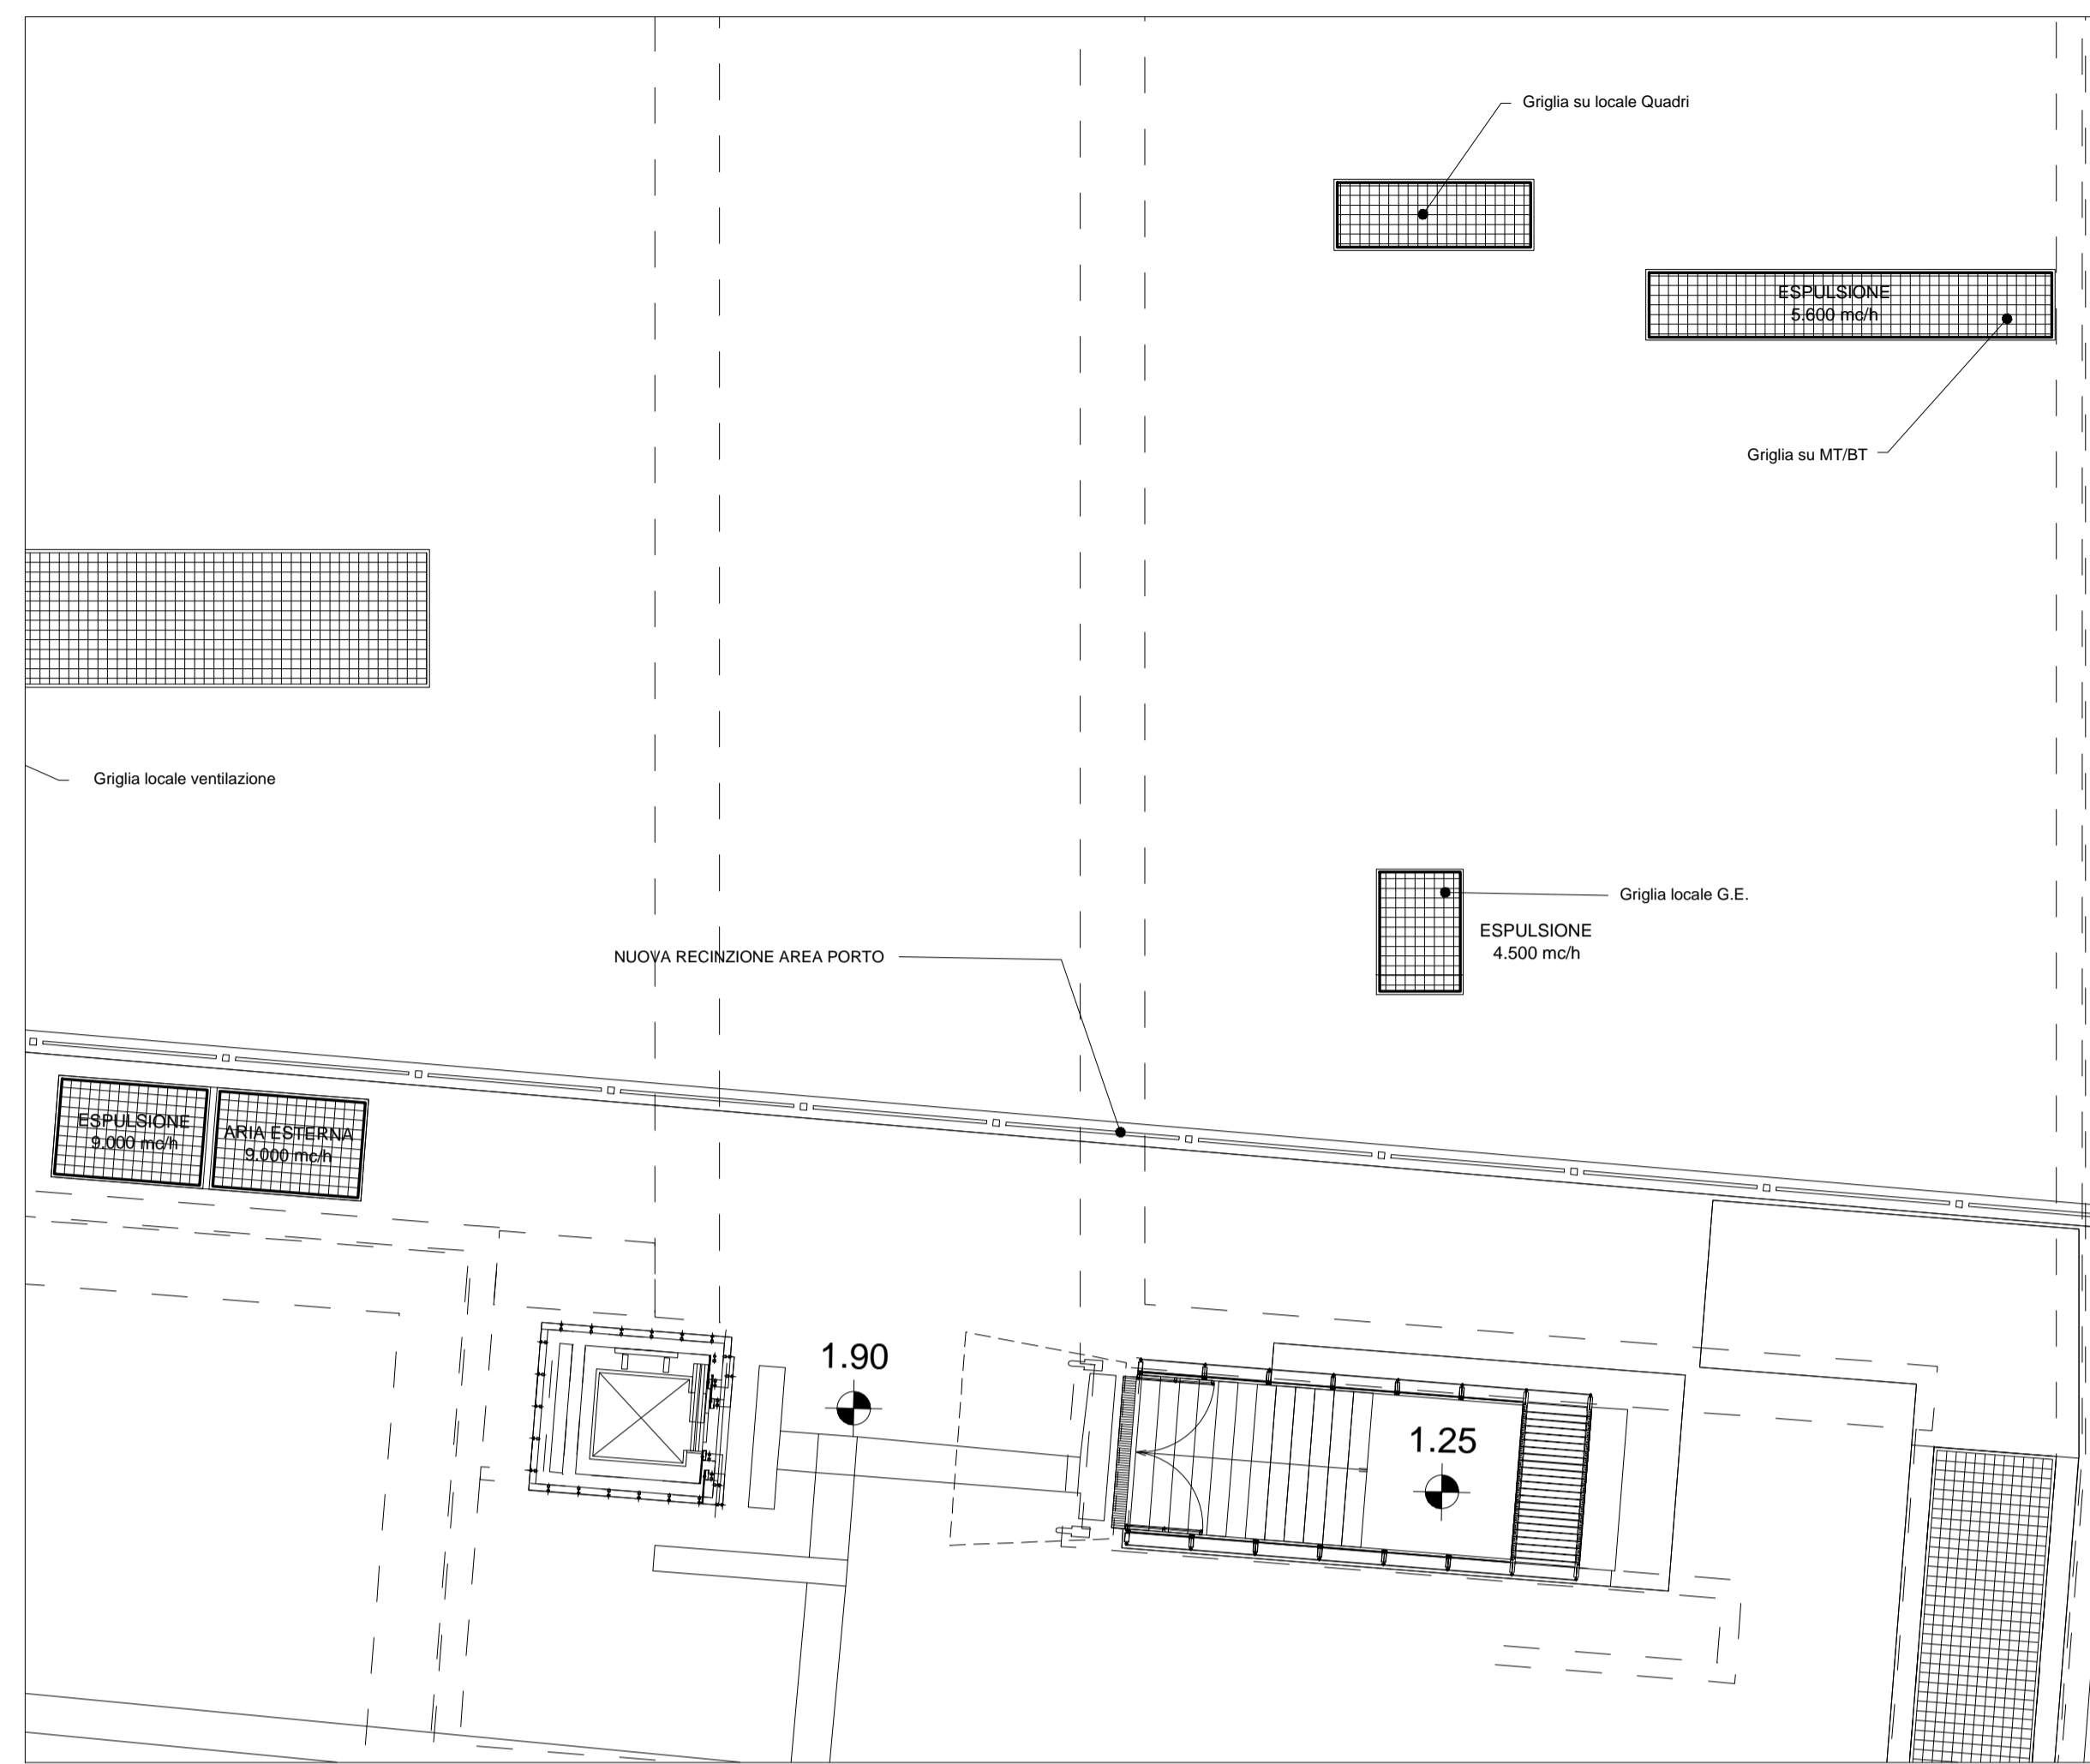 Griglia su locale Quadri
ESPULSIONE
5.600 mc/h
Griglia su MT/BT
Griglia locale ventilazione
Griglia locale G.E.
ESPULSIONE
4.500 mc/h
NUOVA RECINZIONE AREA PORTO
ESPULSIONE
9.000 mc/h
ARIA ESTERNA
9.000 mc/h
1.90
1.25